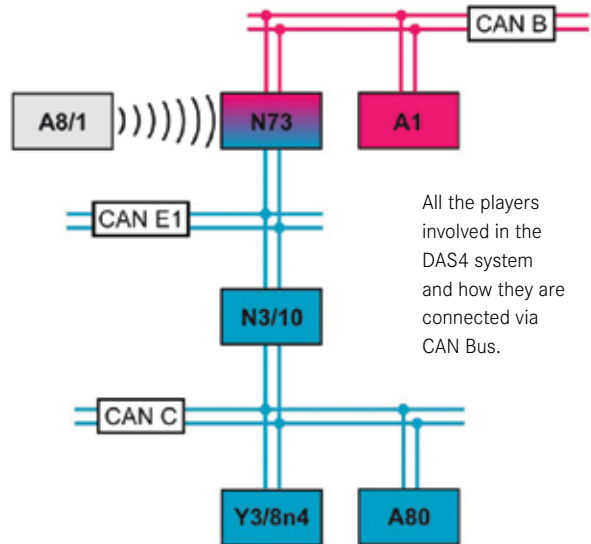 CAN B
A8/1
N73
A1
All the players
involved in the
DAS4 system
and how they are
connected via
CAN Bus.
CAN E1
N3/10
CAN C
Y3/8n4
A80